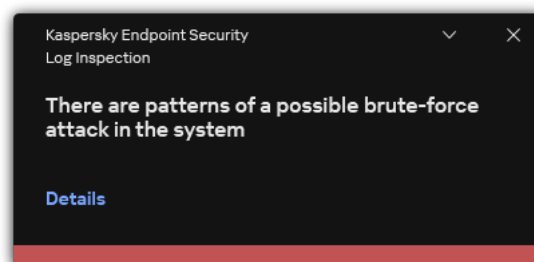 Kaspersky Endpoint Security
Log Inspection
There are patterns of a possible brute-force
attack in the system
Details